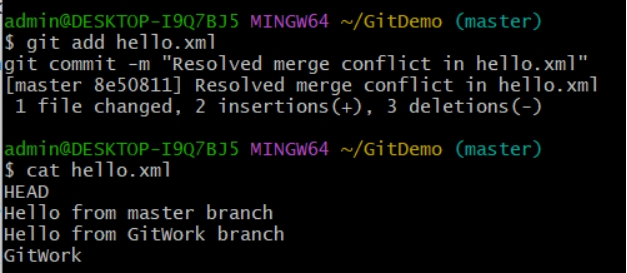 admin@DESKTOP-I9Q7BJ5 MINGW64 ~/GitDemo (master)
$ git add hello.xml
git commit -m "Resolved merge conflict in hello.xml"
[master 8e50811] Resolved merge conflict in hello.xml
 1 file changed, 2 insertions(+), 3 deletions(-)
admin@DESKTOP-I9Q7BJ5 MINGW64 ~/GitDemo (master)
$ cat hello.xml
HEAD
Hello from master branch
Hello from GitWork branch
GitWork